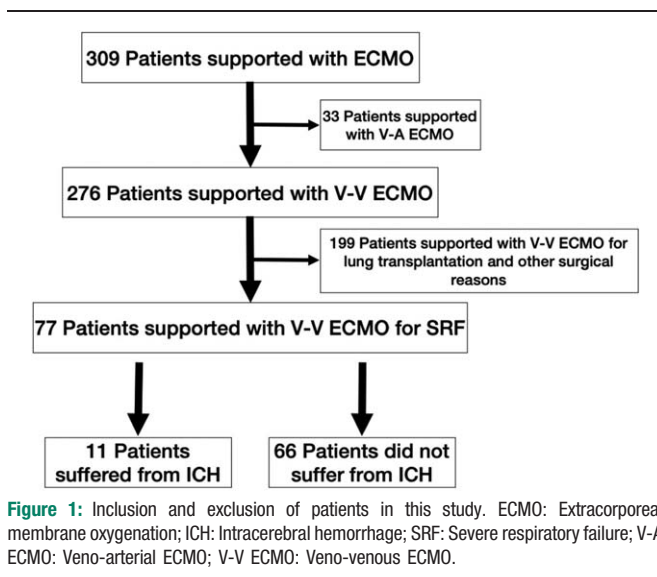 309 Patients supported with ECMO
33 Patients supported
with V-A ECMO
276 Patients supported with V-V ECMO
199 Patients supported with V-V ECMO for
lung transplantation and other surgical
reasons
77 Patients supported with V-V ECMO for SRF
11 Patients
suffered from ICH
66 Patients did not
suffer from ICH
Figure 1: Inclusion and exclusion of patients in this study. ECMO: Extracorporea
membrane oxygenation; ICH: Intracerebral hemorrhage; SRF: Severe respiratory failure; V-A
ECMO: Veno-arterial ECMO; V-V ECMO: Veno-venous ECMO.